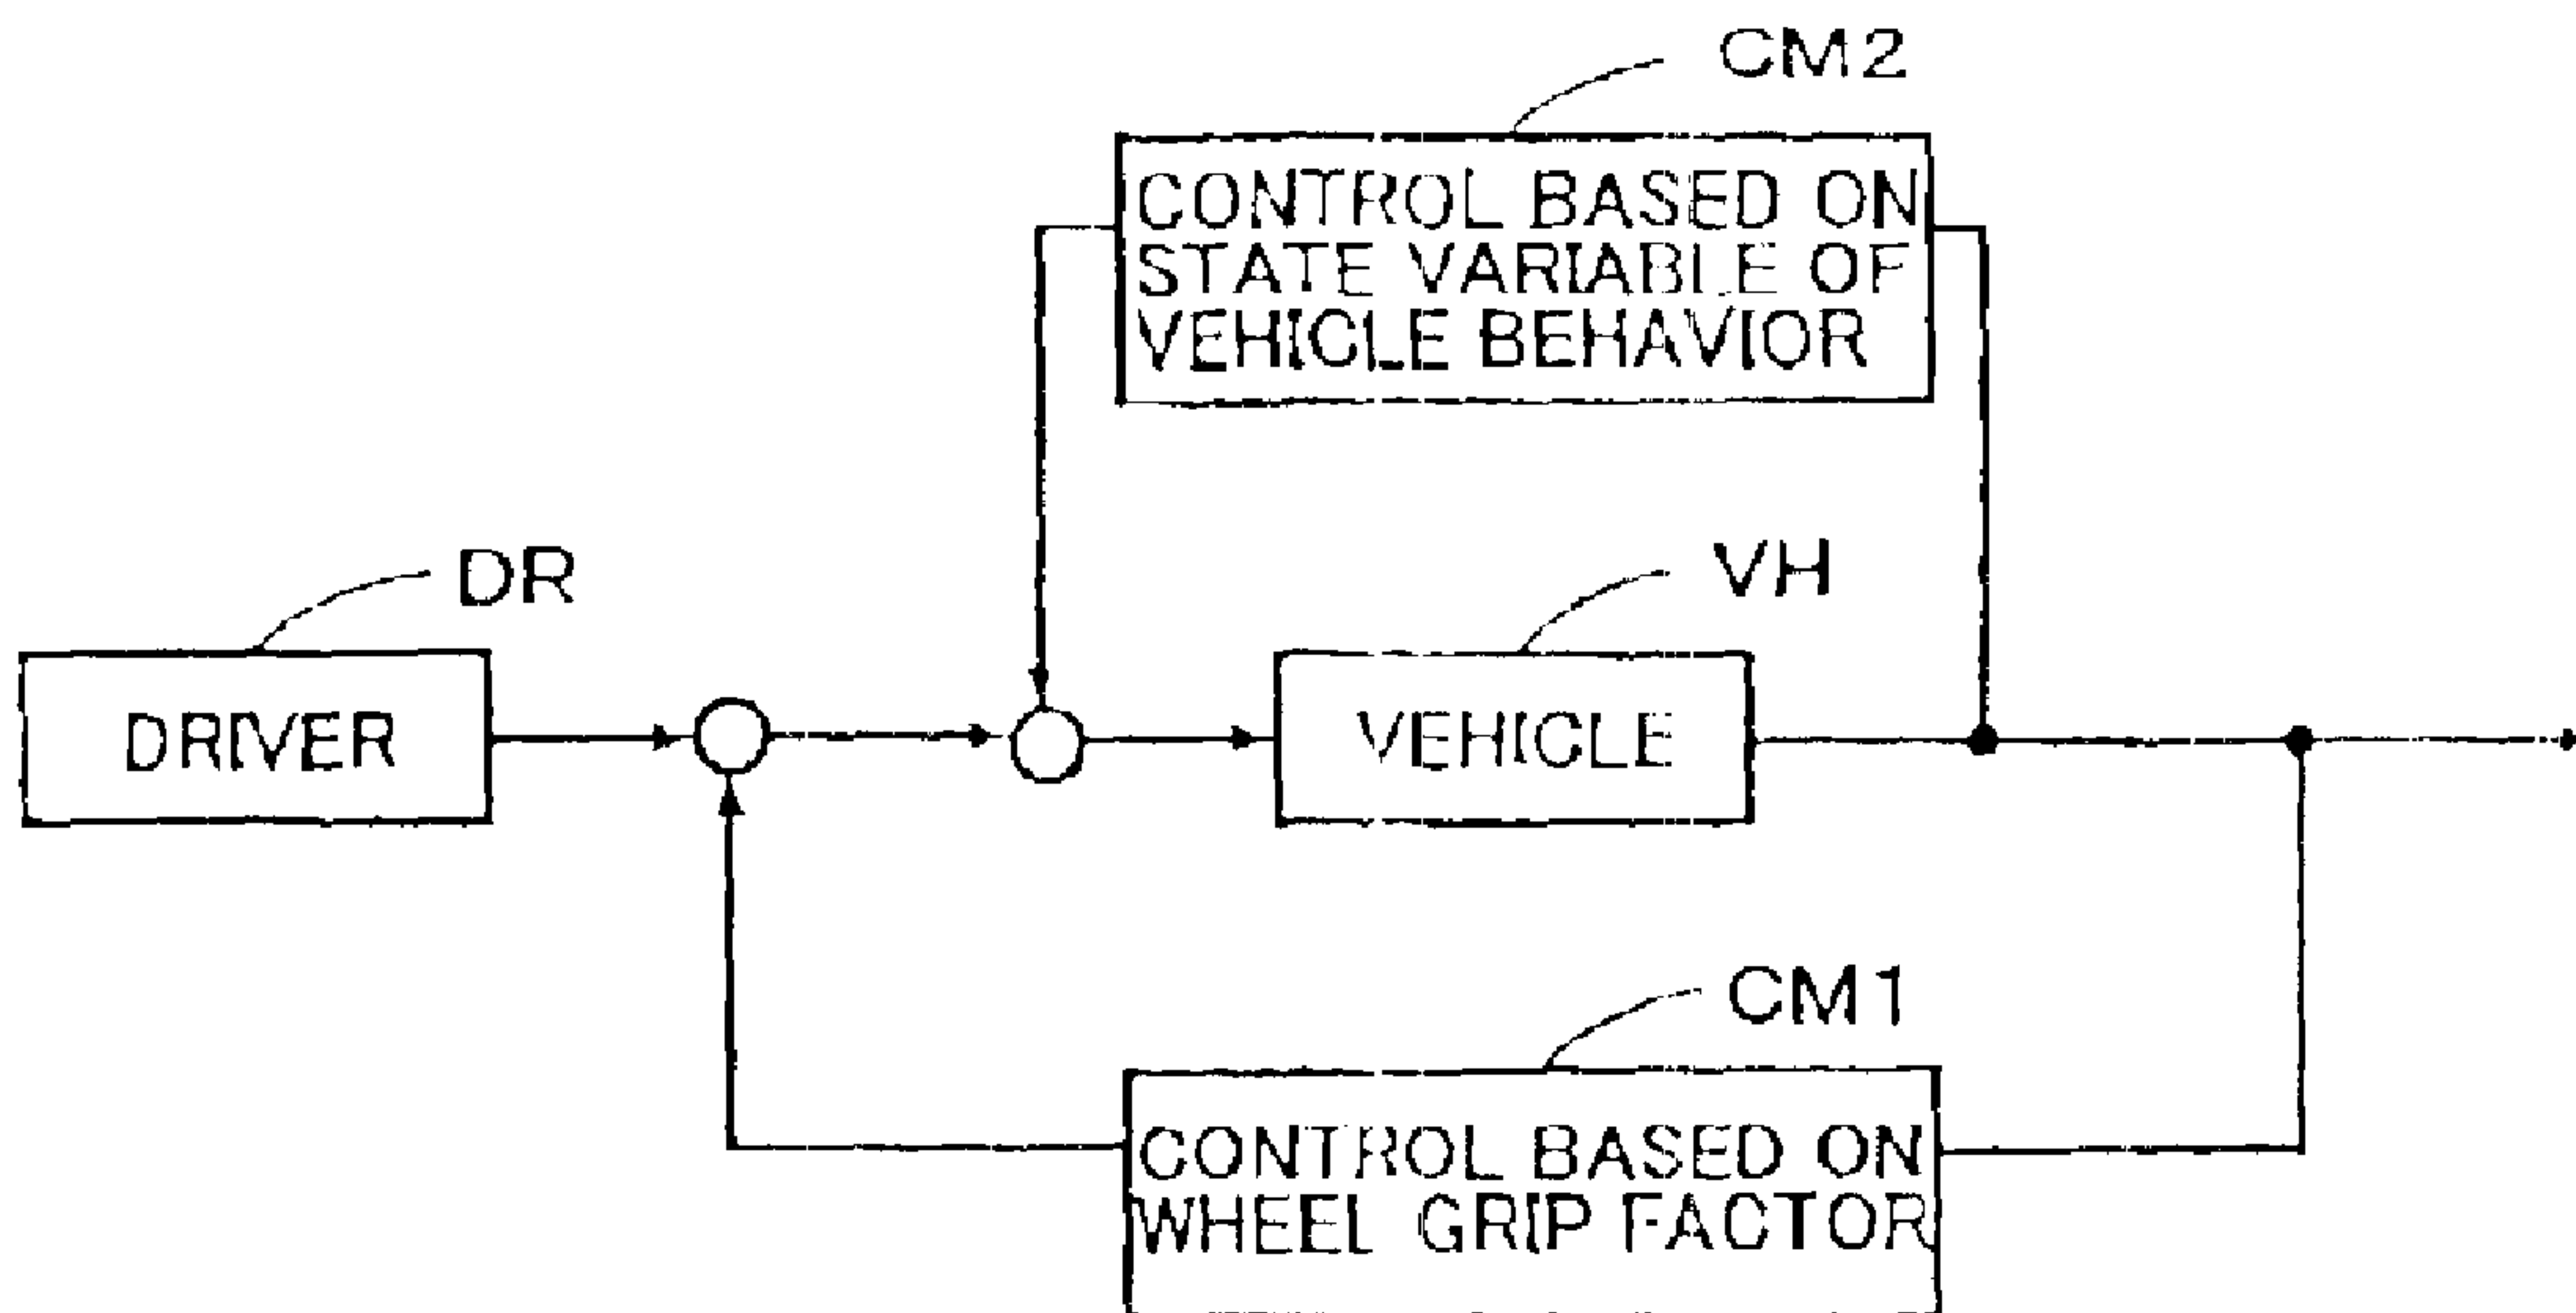 CM2
CONTROL BASED ON
STATE VARIABLE OF
VEHICLE BEHAVIOR
DR
VH
DRIVER
VEHICLE
CM1
CONTROL BASED ON
WHEEL GRIP FACTOR